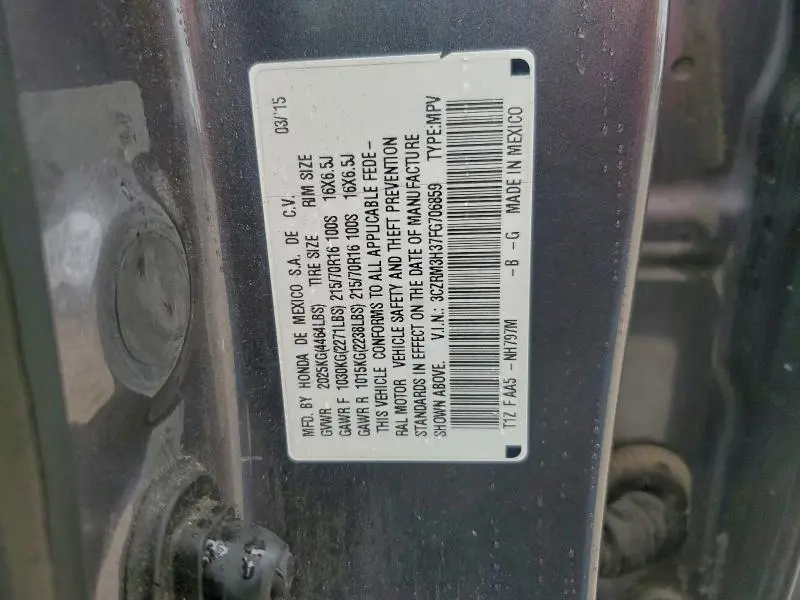 MFD. BY HONDA DE MEXICO S.A. DE C.V. 03/'15
GVWR 2025KG(4464LBS) TIRE SIZE RIM SIZE
GAWR F 1030KG(2271LBS) 215/70R16 100S 16X6.5J
GAWR R 1015KG(2238LBS) 215/70R16 100S 16X6.5J
THIS VEHICLE CONFORMS TO ALL APPLICABLE FEDE-
RAL MOTOR VEHICLE SAFETY AND THEFT PREVENTION
STANDARDS IN EFFECT ON THE DATE OF MANUFACTURE
SHOWN ABOVE. V.I.N.: 3CZRM3H37FG706859 TYPE:MPV
T1Z F AA5 -NH797M -B -G MADE IN MEXICO